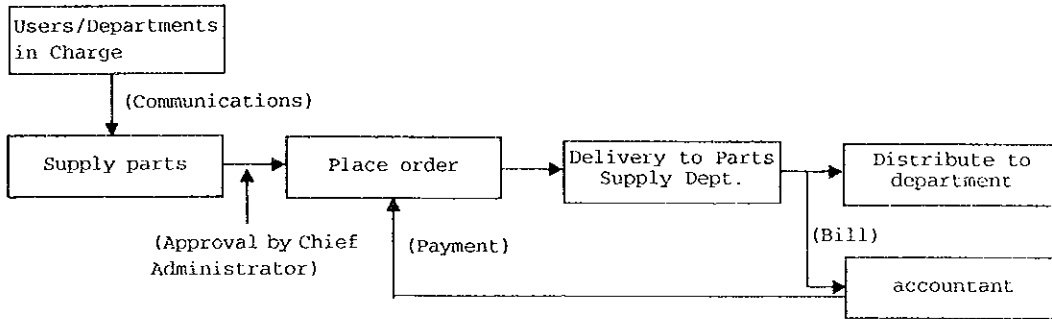 Users/Departments
in Charge
(Communications)
Supply parts
Place order
Delivery to Parts
Supply Dept.
Distribute to
department
(Approval by Chief
Administrator)
(Payment)
(Bill)
accountant